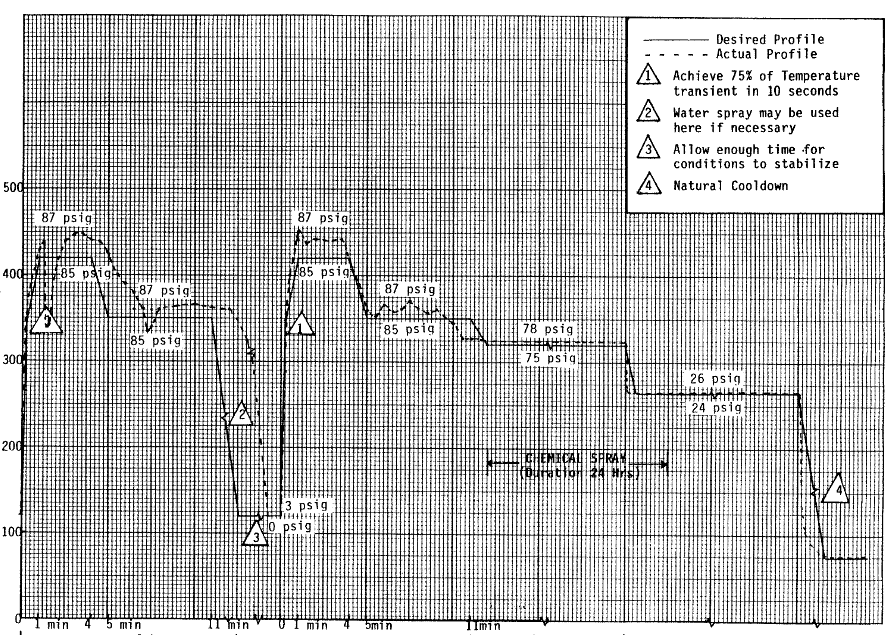 Desired Profile
Actual Profile
1 Achieve 75% of Temperature
transient in 10 seconds
2 Water spray may be used
here if necessary
3 Allow enough time for
conditions to stabilize
4 Natural Cooldown
500
87 psig
87 psig
400
85 psig
85 psig
87 psig
87 psig
1
85 psig
85 psig
78 psig
300
75 psig
26 psig
2
24 psig
200
CHEMICAL SPRAY
(Duration 24 Hrs)
4
3 psig
100
0 psig
3
0
1 min 4 5 min 11 min 0 1 min 4 5min 11min